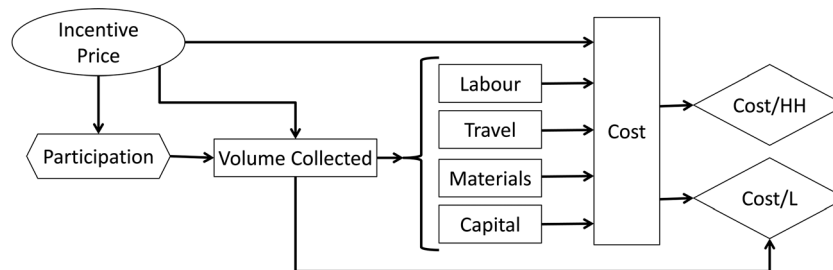 Incentive
Price
Participation
Volume Collected
Labour
Travel
Materials
Capital
Cost
Cost/HH
Cost/L